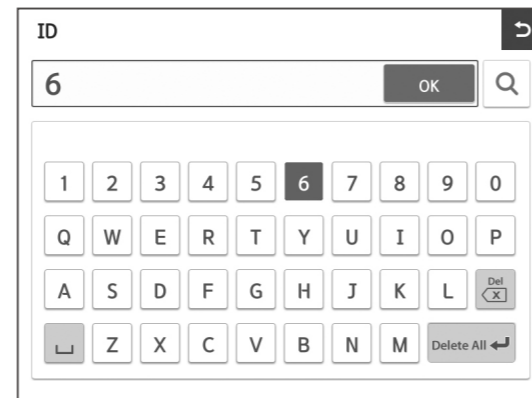 ID
6 OK
1 2 3 4 5 6 7 8 9 0
Q W E R T Y U I O P
A S D F G H J K L Del X
Z X C V B N M Delete All